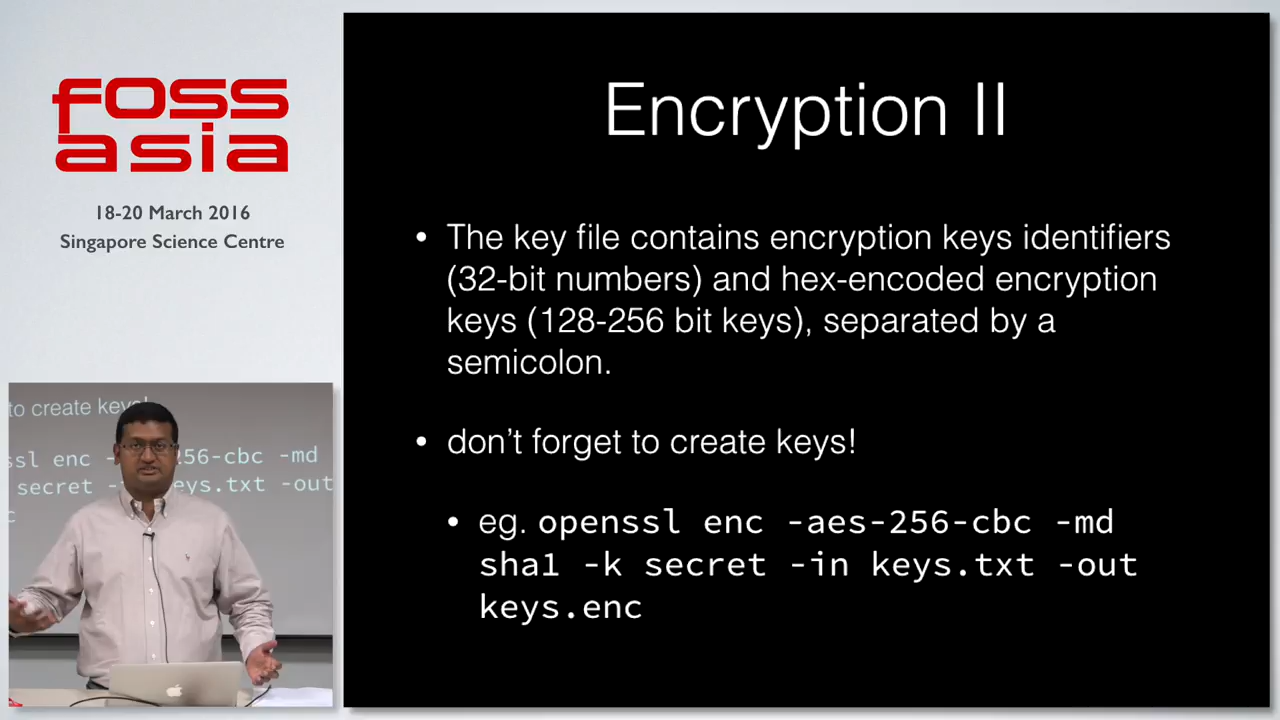 foss
asia
18-20 March 2016
Singapore Science Centre
Encryption II
• The key file contains encryption keys identifiers
(32-bit numbers) and hex-encoded encryption
keys (128-256 bit keys), separated by a
semicolon.
• don't forget to create keys!
• eg. openssl enc -aes-256-cbc -md
sha1 -k secret -in keys.txt -out
keys.enc
to create keys!
ssl enc - 56-cbc -md
secret - keys.txt -out
c